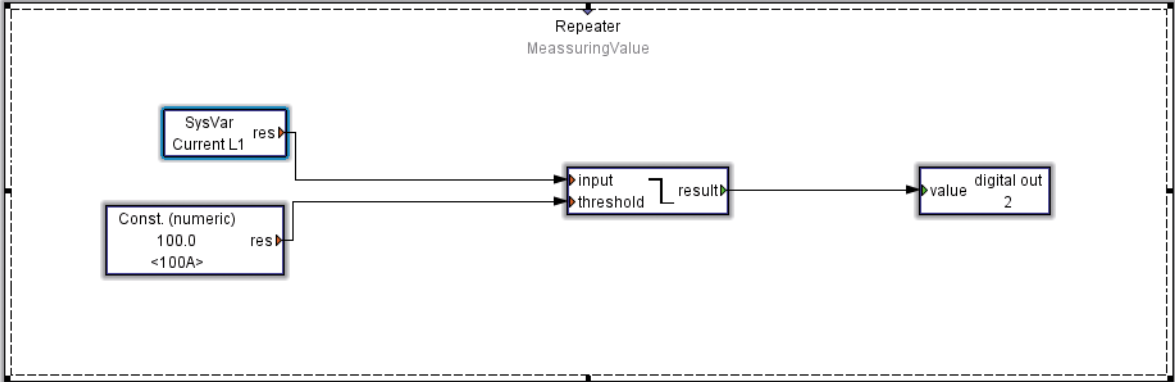 Repeater
MeassuringValue
SysVar
Current L1
res
Const. (numeric)
100.0
<100A>
res
input
threshold
result
value
digital out
2